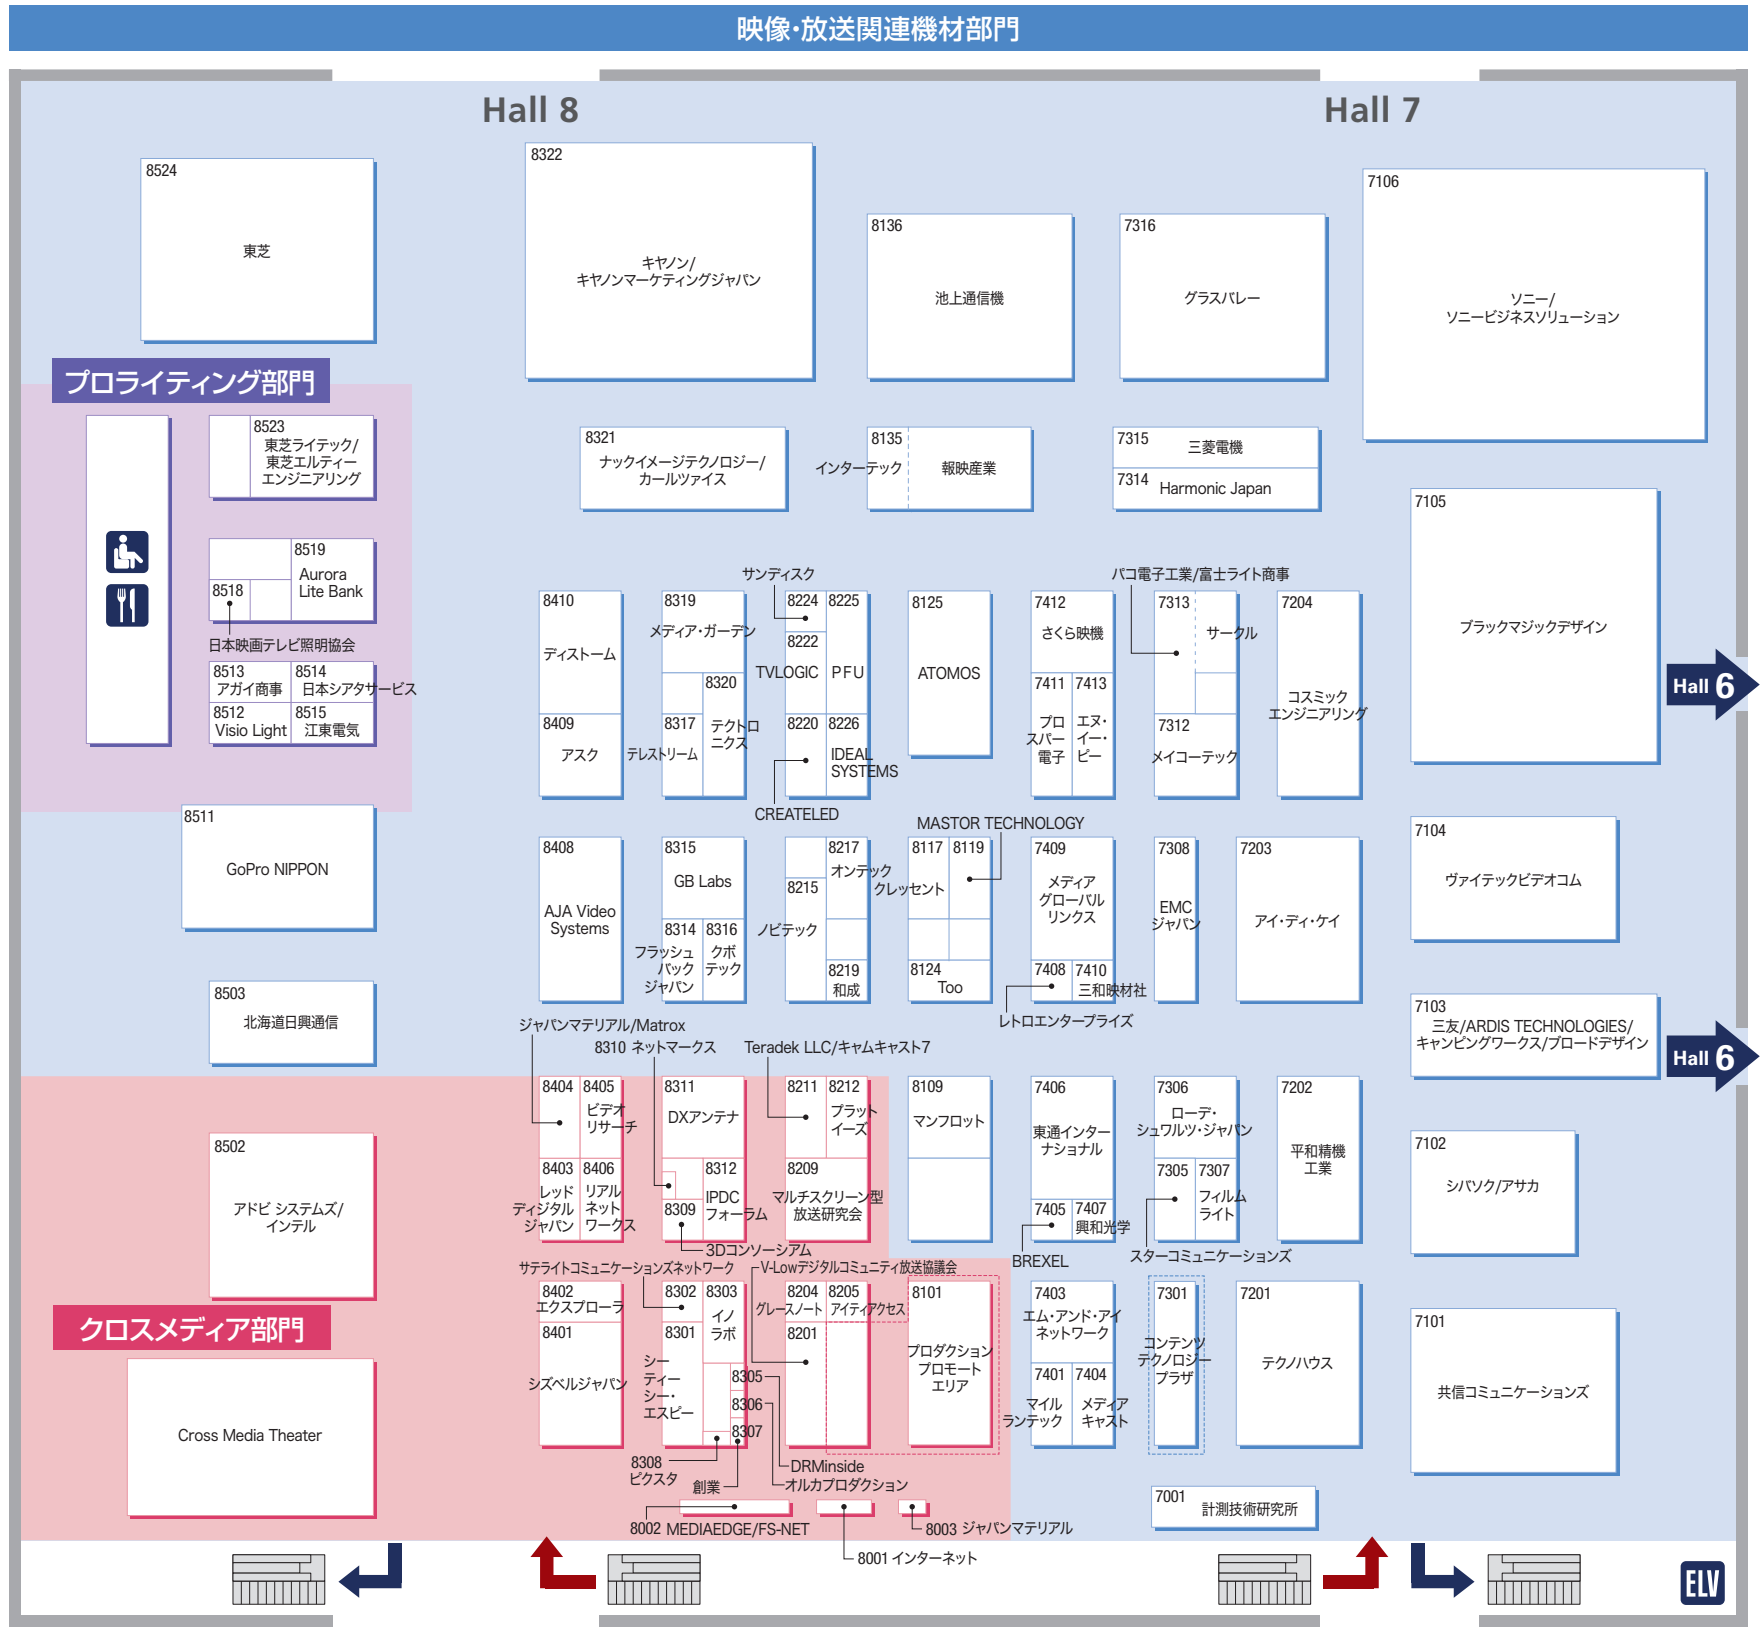 映像・放送関連機材部門
Hall 8
Hall 7
8524
東芝
8322
キヤノン/
キヤノンマーケティングジャパン
8136
池上通信機
7316
グラスバレー
7106
ソニー/
ソニービジネスソリューション
プロライティング部門
8523
東芝ライテック/
東芝エルティー
エンジニアリング
8519
Aurora
Lite Bank
8518
日本映画テレビ照明協会
8513
アガイ商事
8514
日本シアタサービス
8512
Visio Light
8515
江東電気
8321
ナックイメージテクノロジー/
カールツァイス
8135
インターテック
報映産業
7315
三菱電機
7314
Harmonic Japan
7105
ブラックマジックデザイン
Hall 6
8410
ディストーム
8409
アスク
8319
メディア・ガーデン
8320
テクトロ
ニクス
8317
テレストリーム
サンディスク
8224
8225
8222
TVLOGIC
PFU
8220
8226
IDEAL
SYSTEMS
CREATELED
8125
ATOMOS
7412
さくら映機
7411
プロ
スパー
電子
7413
エヌ・
イー・
ピー
パコ電子工業/富士ライト商事
7313
サークル
7312
メイコーテック
7204
コスミック
エンジニアリング
8511
GoPro NIPPON
8503
北海道日興通信
8408
AJA Video
Systems
8315
GB Labs
8314
フラッシュ
バック
ジャパン
8316
クボ
テック
8217
オンテック
8215
ノビテック
8219
和成
MASTOR TECHNOLOGY
8117
8119
クレッセント
8124
Too
7409
メディア
グローバル
リンクス
7408
7410
三和映材社
レトロエンタープライズ
7308
EMC
ジャパン
7203
アイ・ディ・ケイ
7104
ヴァイテックビデオコム
7103
三友/ARDIS TECHNOLOGIES/
キャンピングワークス/ブロードデザイン
Hall 6
8502
アドビ システムズ/
インテル
クロスメディア部門
Cross Media Theater
ジャパンマテリアル/Matrox
8310 ネットマークス
Teradek LLC/キャムキャスト7
8404
8405
ビデオ
リサーチ
8403
レッド
ディジタル
ジャパン
8406
リアル
ネット
ワークス
8311
DXアンテナ
8312
IPDC
フォーラム
8309
3Dコンソーシアム
8211
8212
プラット
イーズ
8209
マルチスクリーン型
放送研究会
8109
マンフロット
7406
東通インター
ナショナル
7405
7407
興和光学
BREXEL
7306
ローデ・
シュワルツ・ジャパン
7305
7307
フィルム
ライト
スターコミュニケーションズ
7202
平和精機
工業
7102
シバソク/アサカ
サテライトコミュニケーションズネットワーク
V-Lowデジタルコミュニティ放送協議会
8402
エクスプローラ
8401
シズベルジャパン
8302
8303
イノ
ラボ
8301
シー
ティー
シー・
エスピー
8305
8306
8307
8308
ピクスタ
創業
DRMinside
オルカプロダクション
8204
グレースノート
8205
アイティアクセス
8201
8101
プロダクション
プロモート
エリア
7403
エム・アンド・アイ
ネットワーク
7401
マイル
ランテック
7404
メディア
キャスト
7301
コンテンツ
テクノロジー
プラザ
7201
テクノハウス
7101
共信コミュニケーションズ
7001
計測技術研究所
8002 MEDIAEDGE/FS-NET
8003 ジャパンマテリアル
8001 インターネット
ELV